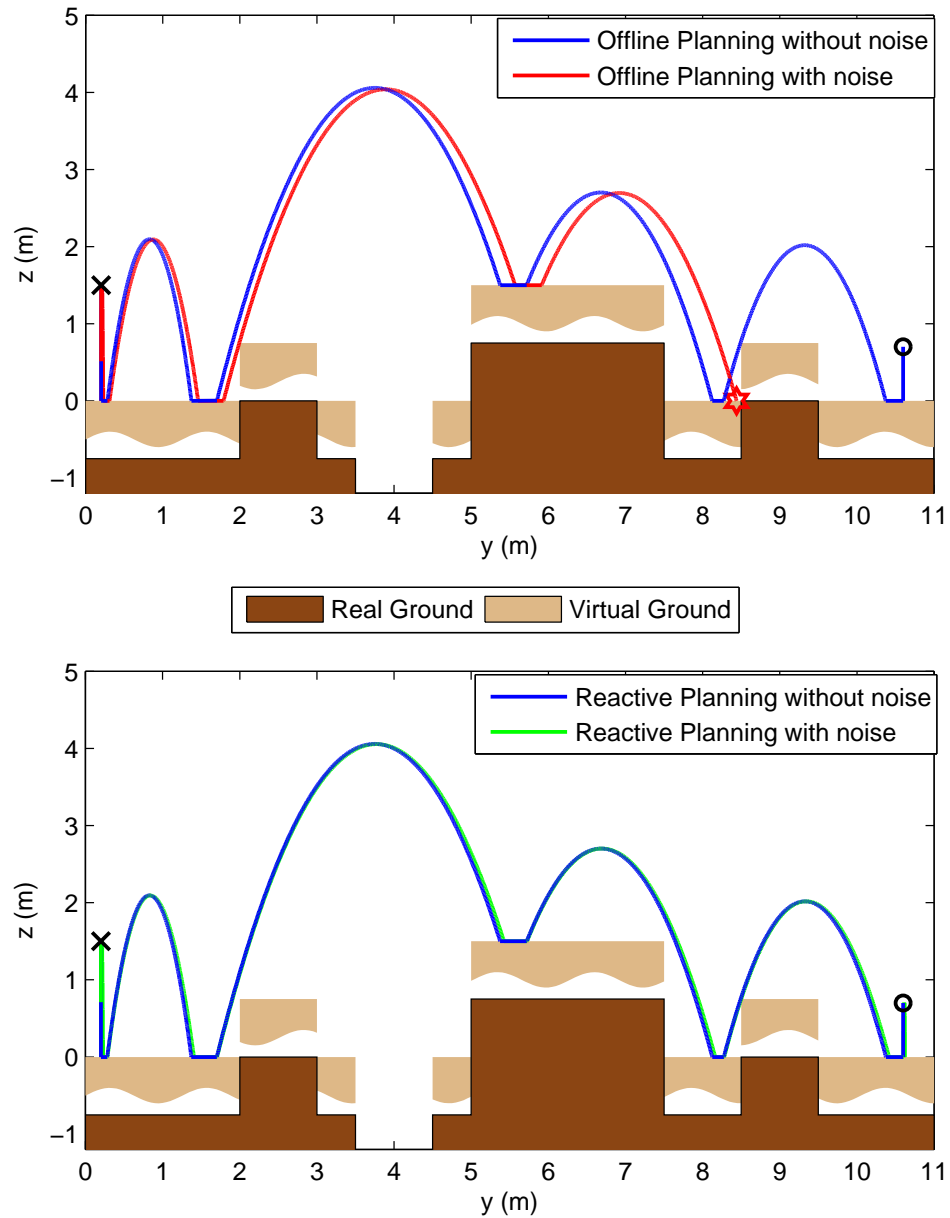 5
4
3
2
1
0
−1
z (m)
Offline Planning without noise
Offline Planning with noise
0 1 2 3 4 5 6 7 8 9 10 11
y (m)
Real Ground Virtual Ground
5
4
3
2
1
0
−1
z (m)
Reactive Planning without noise
Reactive Planning with noise
0 1 2 3 4 5 6 7 8 9 10 11
y (m)